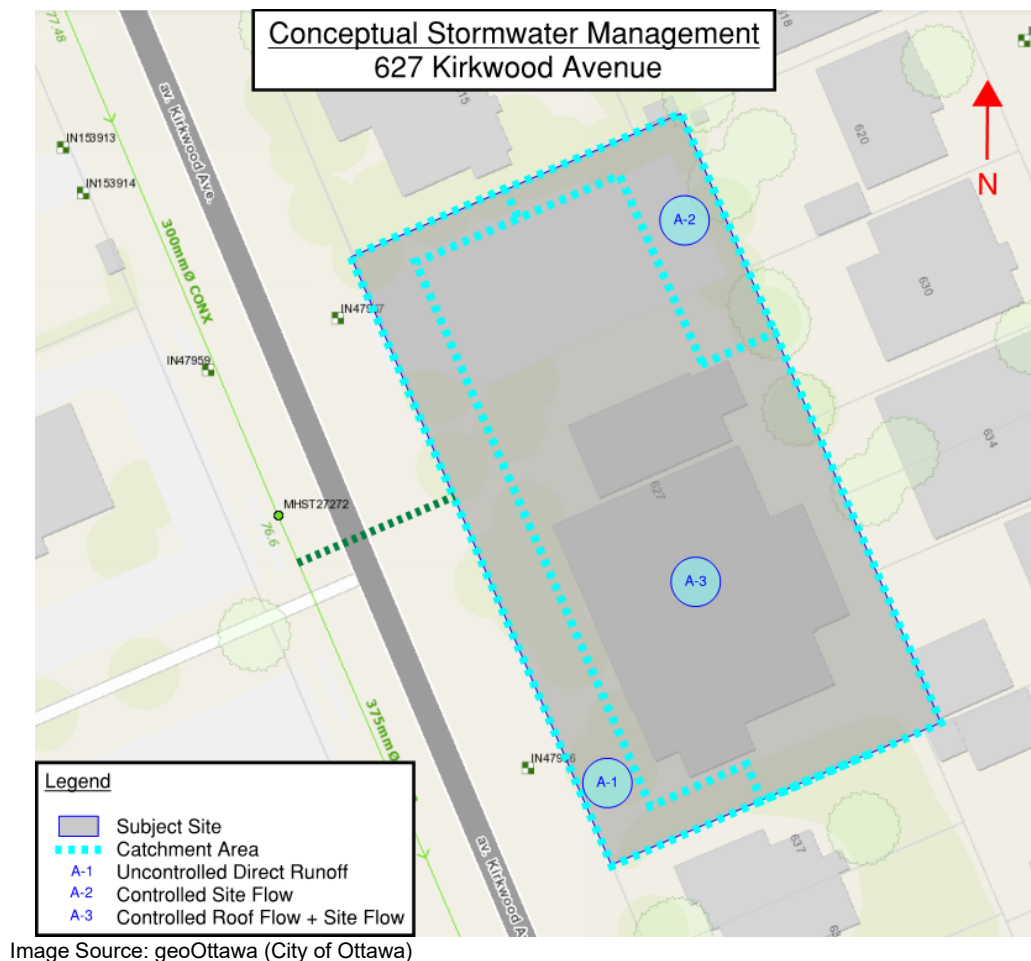 Conceptual Stormwater Management
627 Kirkwood Avenue
77.48
av. Kirkwood Ave.
618
615
620
N
IN153913
IN153914
A-2
300mmØ CONX
630
IN47959
634
627
MHST27272
76.6
A-3
375mmØ
A-1
637
av. Kirkwood A
Legend
Subject Site
Catchment Area
A-1 Uncontrolled Direct Runoff
A-2 Controlled Site Flow
A-3 Controlled Roof Flow + Site Flow
Image Source: geoOttawa (City of Ottawa)